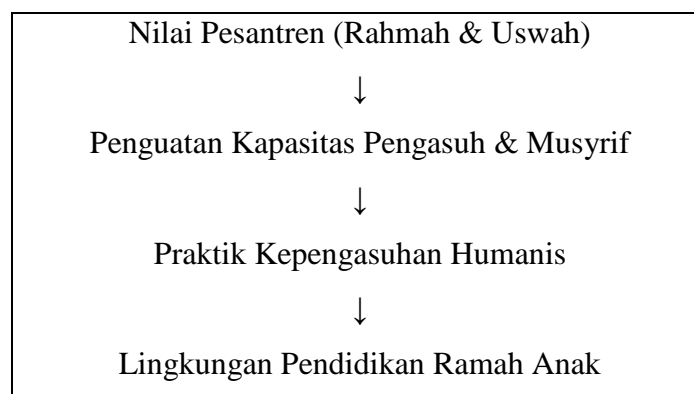 Nilai Pesantren (Rahmah & Uswah)
↓
Penguatan Kapasitas Pengasuh & Musyrif
↓
Praktik Kepengasuhan Humanis
↓
Lingkungan Pendidikan Ramah Anak